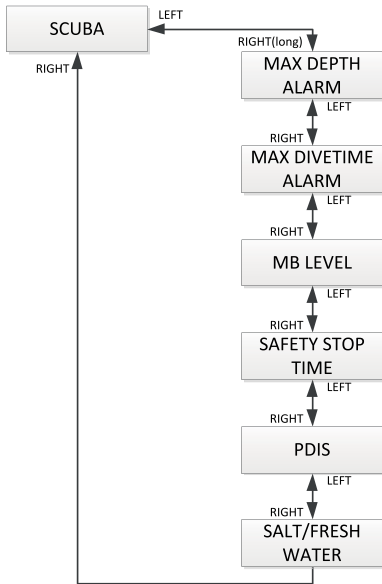 SCUBA
LEFT
RIGHT(long)
RIGHT
MAX DEPTH
ALARM
LEFT
RIGHT
MAX DIVETIME
ALARM
LEFT
RIGHT
MB LEVEL
LEFT
RIGHT
SAFETY STOP
TIME
LEFT
RIGHT
PDIS
LEFT
RIGHT
SALT/FRESH
WATER